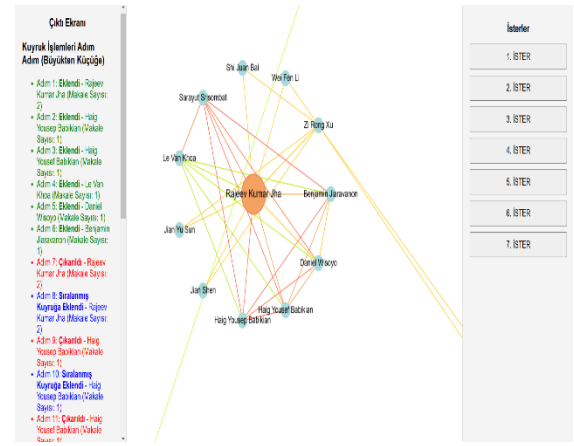 Çıktı Ekranı
Kuyruk İşlemleri Adım
Adım (Büyükten Küçüğe)
Adım 1: Eklendi - Rajeev
Kumar Jha (Makale Sayısı:
2)
Adım 2: Eklendi - Haig
Yousep Babikian (Makale
Sayısı: 1)
Adım 3: Eklendi - Haig
Yousef Babikian (Makale
Sayısı: 1)
Adım 4: Eklendi - Le Van
Khoa (Makale Sayısı: 1)
Adım 5: Eklendi - Daniel
Wisoyo (Makale Sayısı: 1)
Adım 6: Eklendi - Benjamin
Jiaravanon (Makale Sayısı:
1)
Adım 7: Çıkarıldı - Rajeev
Kumar Jha (Makale Sayısı:
2)
Adım 8: Sıralanmış
Kuyruğa Eklendi - Rajeev
Kumar Jha (Makale Sayısı:
2)
Adım 9: Çıkarıldı - Haig
Yousep Babikian (Makale
Sayısı: 1)
Adım 10: Sıralanmış
Kuyruğa Eklendi - Haig
Yousep Babikian (Makale
Sayısı: 1)
Adım 11: Çıkarıldı - Haig
Yousef Babikian (Makale
Sayısı: 1)
Shi Juan Bai
Wei Fen Li
Sarayut Srisombat
Zi Rong Xu
Le Van Khoa
Rajeev Kumar Jha
Benjamin Jiaravanon
Jian Yu Sun
Daniel Wisoyo
Jian Shen
Haig Yousef Babikian
Haig Yousep Babikian
İsterler
1. İSTER
2. İSTER
3. İSTER
4. İSTER
5. İSTER
6. İSTER
7. İSTER